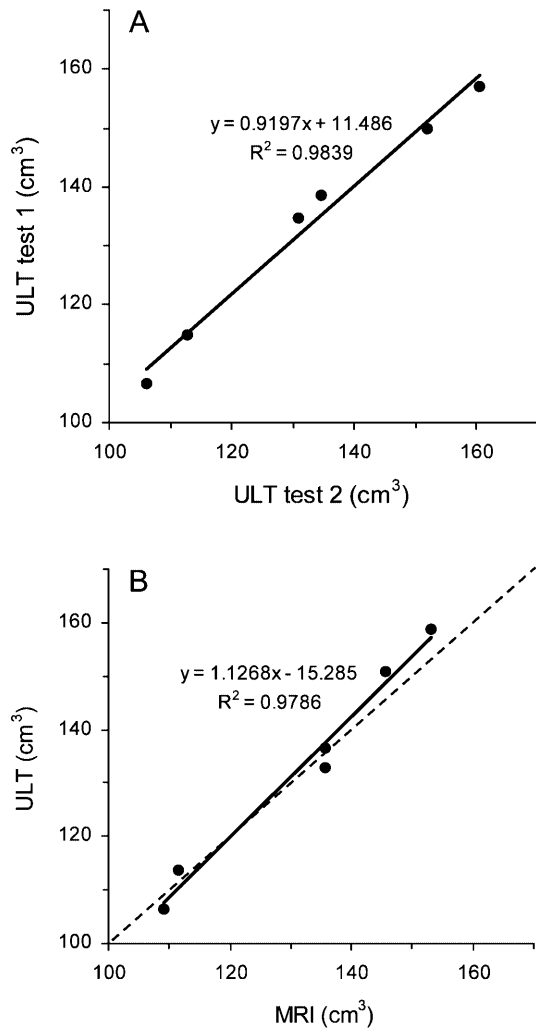 A
160
y = 0.9197x + 11.486
R² = 0.9839
140
120
100
100 120 140 160
ULT test 1 (cm³)
ULT test 2 (cm³)
B
160
y = 1.1268x - 15.285
R² = 0.9786
140
120
100
100 120 140 160
ULT (cm³)
MRI (cm³)